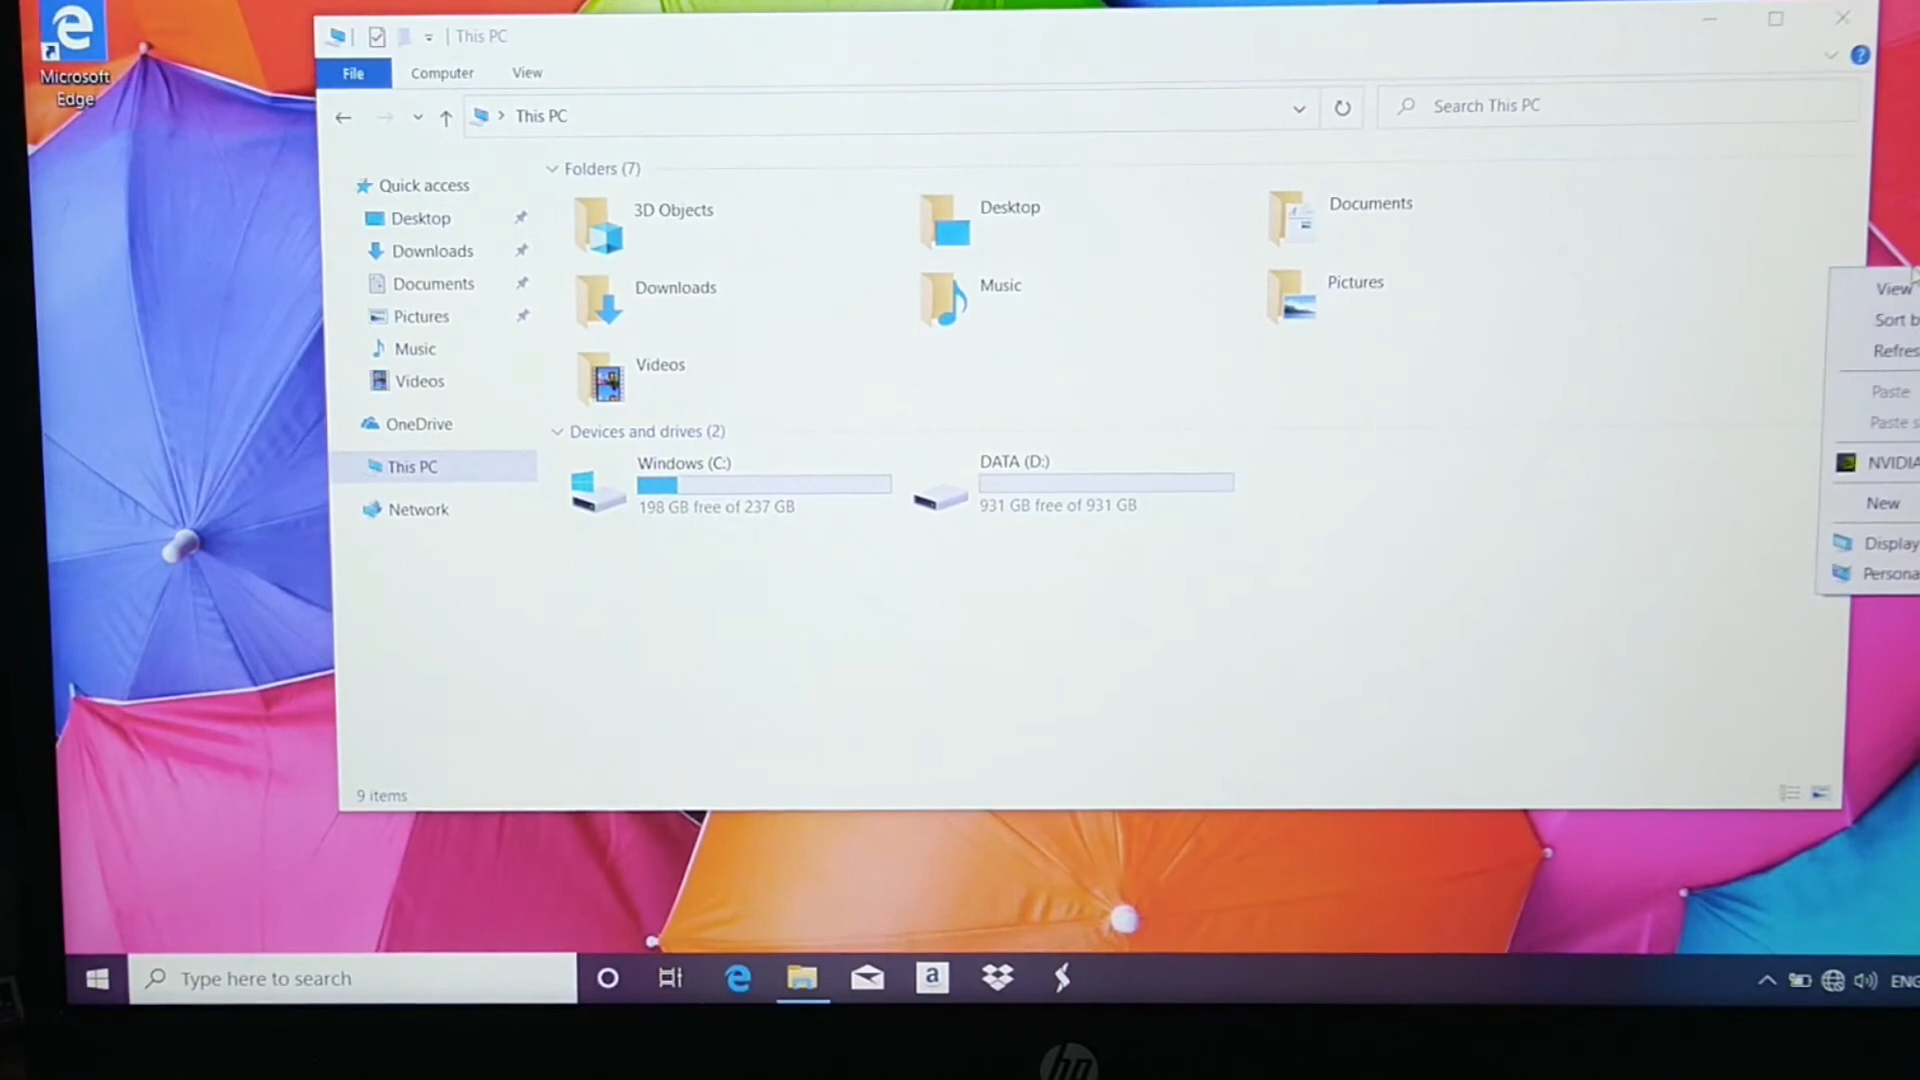 Microsoft
Edge
This PC
File
Computer
View
This PC
Search This PC
Quick access
Desktop
Downloads
Documents
Pictures
Music
Videos
OneDrive
This PC
Network
Folders (7)
3D Objects
Desktop
Documents
Downloads
Music
Pictures
Videos
Devices and drives (2)
Windows (C:)
198 GB free of 237 GB
DATA (D:)
931 GB free of 931 GB
9 items
View
Sort b
Refres
Paste
Paste s
NVIDIA
New
Display
Persona
Type here to search
a
ENG
hp